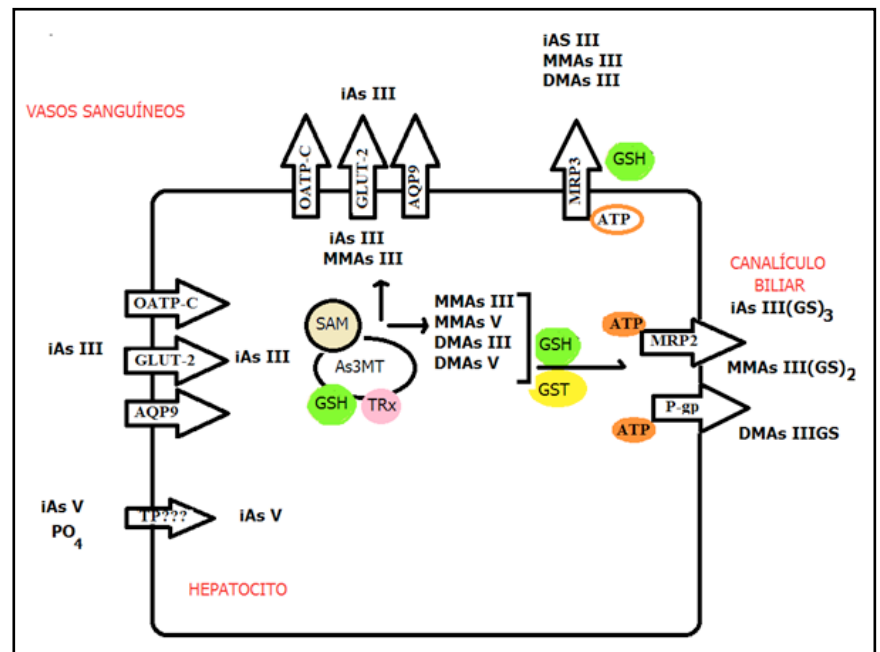 iAS III
MMAs III
DMAs III
iAs III
VASOS SANGUÍNEOS
OATP-C
GLUT-2
AQP9
MRP3
GSH
ATP
iAs III
MMAs III
CANALÍCULO
BILIAR
iAs III(GS)3
OATP-C
iAs III
GLUT-2
iAs III
AQP9
SAM
As3MT
GSH
TRx
MMAs III
MMAs V
DMAs III
DMAs V
GSH
GST
ATP
MRP2
MMAs III(GS)2
P-gp
ATP
DMAs IIIGS
iAs V
PO4
TP???
iAs V
HEPATOCITO